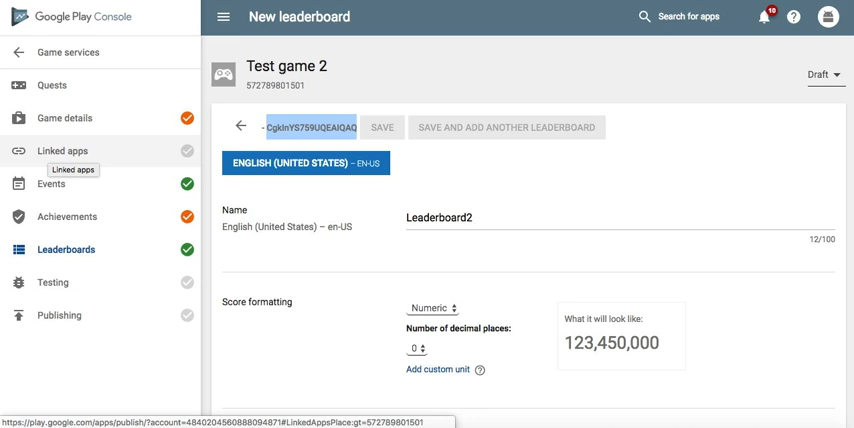 Google Play Console
New leaderboard
Search for apps
10
Game services
Quests
Game details
Linked apps
Linked apps
Events
Achievements
Leaderboards
Testing
Publishing
Test game 2
572789801501
Draft
- CgkInYS759UQEAIQAQ
SAVE
SAVE AND ADD ANOTHER LEADERBOARD
ENGLISH (UNITED STATES) – EN-US
Name
English (United States) – en-US
Leaderboard2
12/100
Score formatting
Numeric
Number of decimal places:
0
Add custom unit
What it will look like:
123,450,000
https://play.google.com/apps/publish/?account=4840204560888094871#LinkedAppsPlace:gt=572789801501